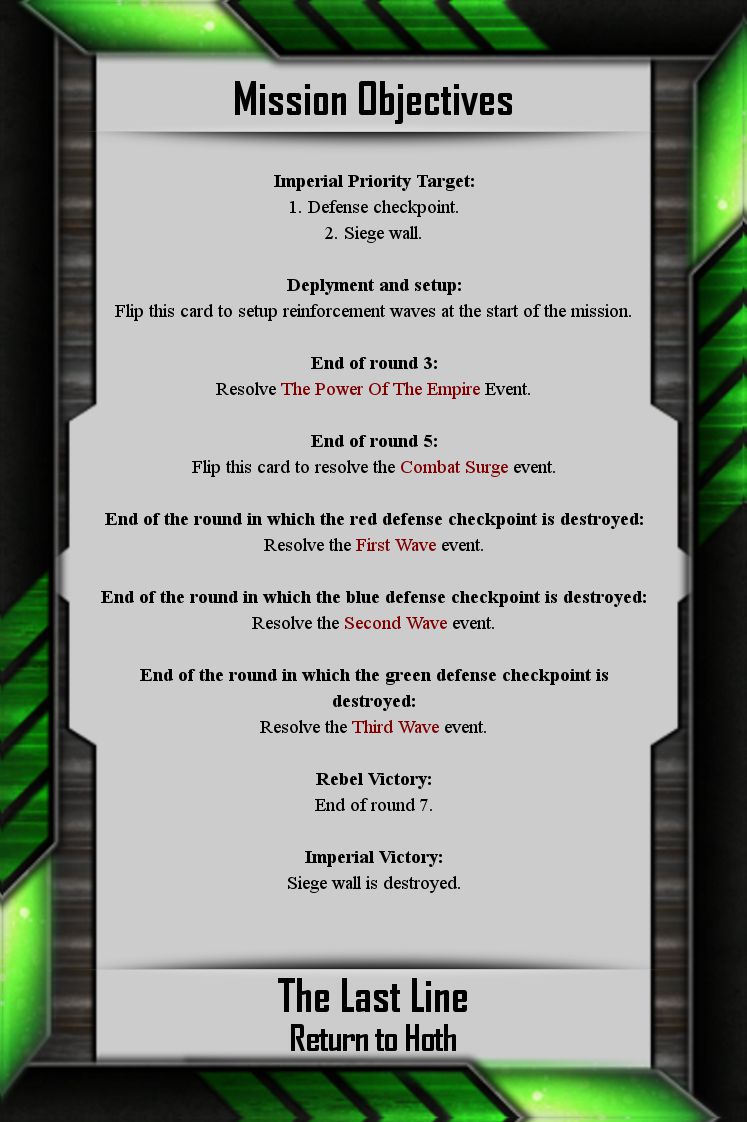 Mission Objectives
Imperial Priority Target:
1. Defense checkpoint.
2. Siege wall.
Deplyment and setup:
Flip this card to setup reinforcement waves at the start of the mission.
End of round 3:
Resolve The Power Of The Empire Event.
End of round 5:
Flip this card to resolve the Combat Surge event.
End of the round in which the red defense checkpoint is destroyed:
Resolve the First Wave event.
End of the round in which the blue defense checkpoint is destroyed:
Resolve the Second Wave event.
End of the round in which the green defense checkpoint is
destroyed:
Resolve the Third Wave event.
Rebel Victory:
End of round 7.
Imperial Victory:
Siege wall is destroyed.
The Last Line
Return to Hoth